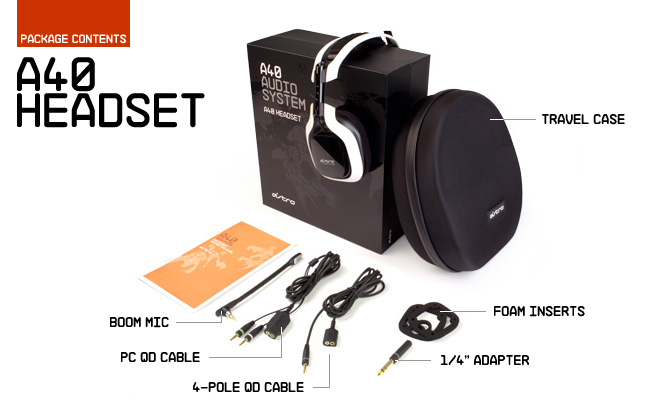 PACKAGE CONTENTS
A40
HEADSET
A40
AUDIO
SYSTEM
A40 HEADSET
astro
TRAVEL CASE
astro
A40
BOOM MIC
FOAM INSERTS
PC QD CABLE
1/4" ADAPTER
4-POLE QD CABLE